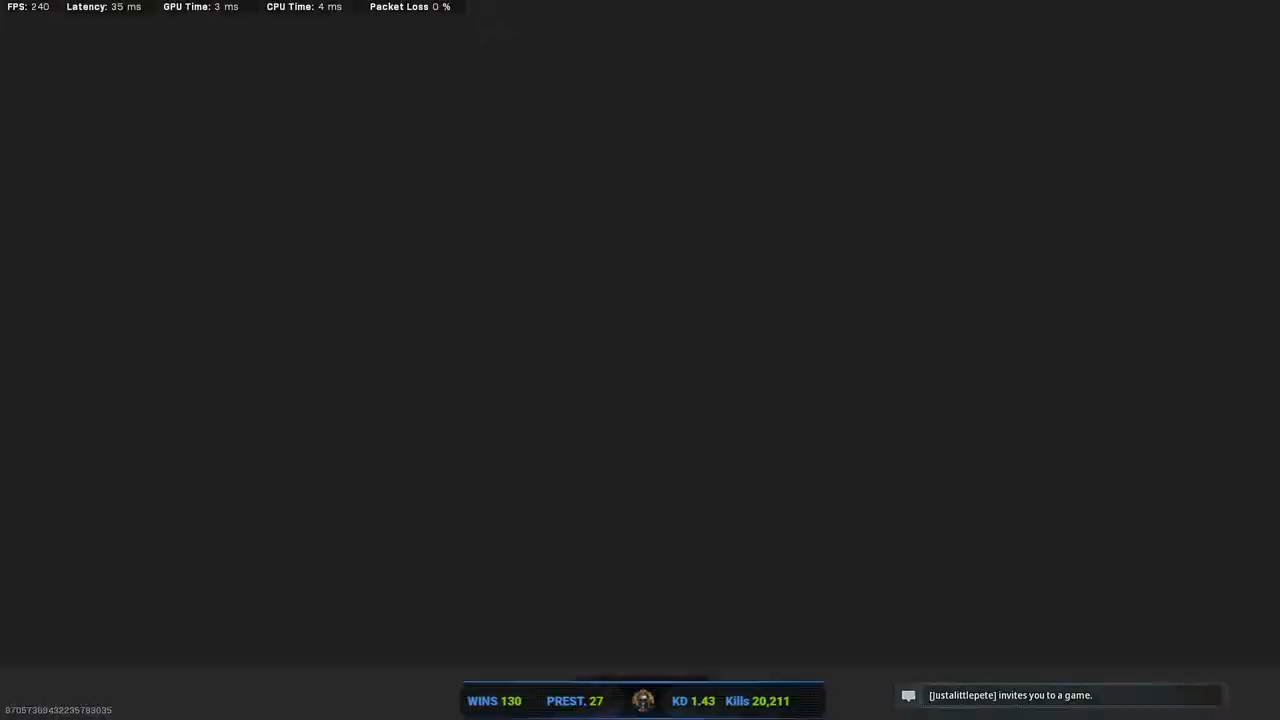 FPS: 240 Latency: 35 ms GPU Time: 3 ms CPU Time: 4 ms Packet Loss 0 %
WINS 130 PREST. 27 KD 1.43 Kills 20,211
[Justalittlepete] invites you to a game.
87057369432235783035